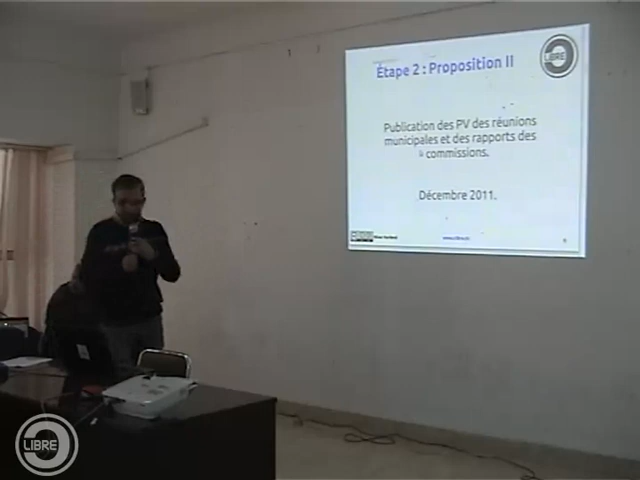 Étape 2 : Proposition II
LIBRE
Publication des PV des réunions
municipales et des rapports des
commissions.
Décembre 2011.
LIBRE